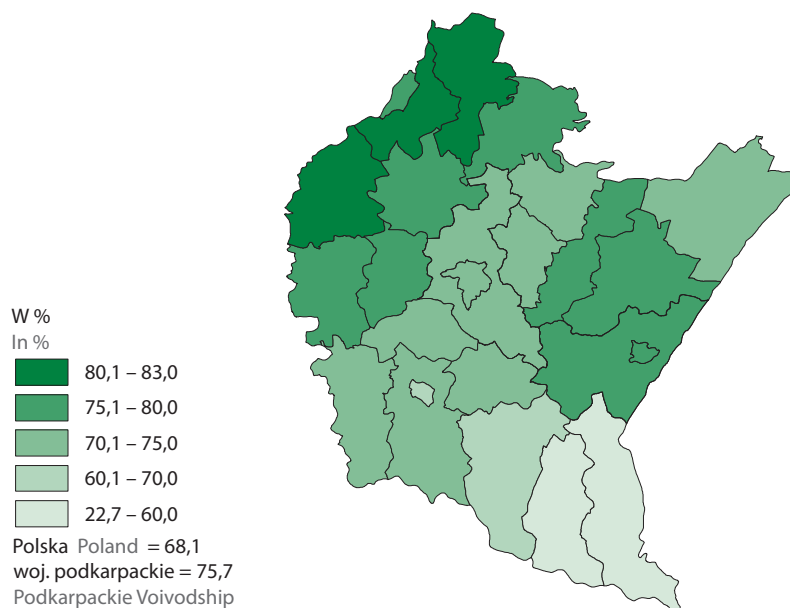 W %
In %
80,1 – 83,0
75,1 – 80,0
70,1 – 75,0
60,1 – 70,0
22,7 – 60,0
Polska Poland = 68,1
woj. podkarpackie = 75,7
Podkarpackie Voivodship